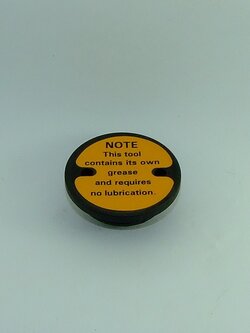 NOTE
This tool
contains its own
grease
and requires
no lubrication.